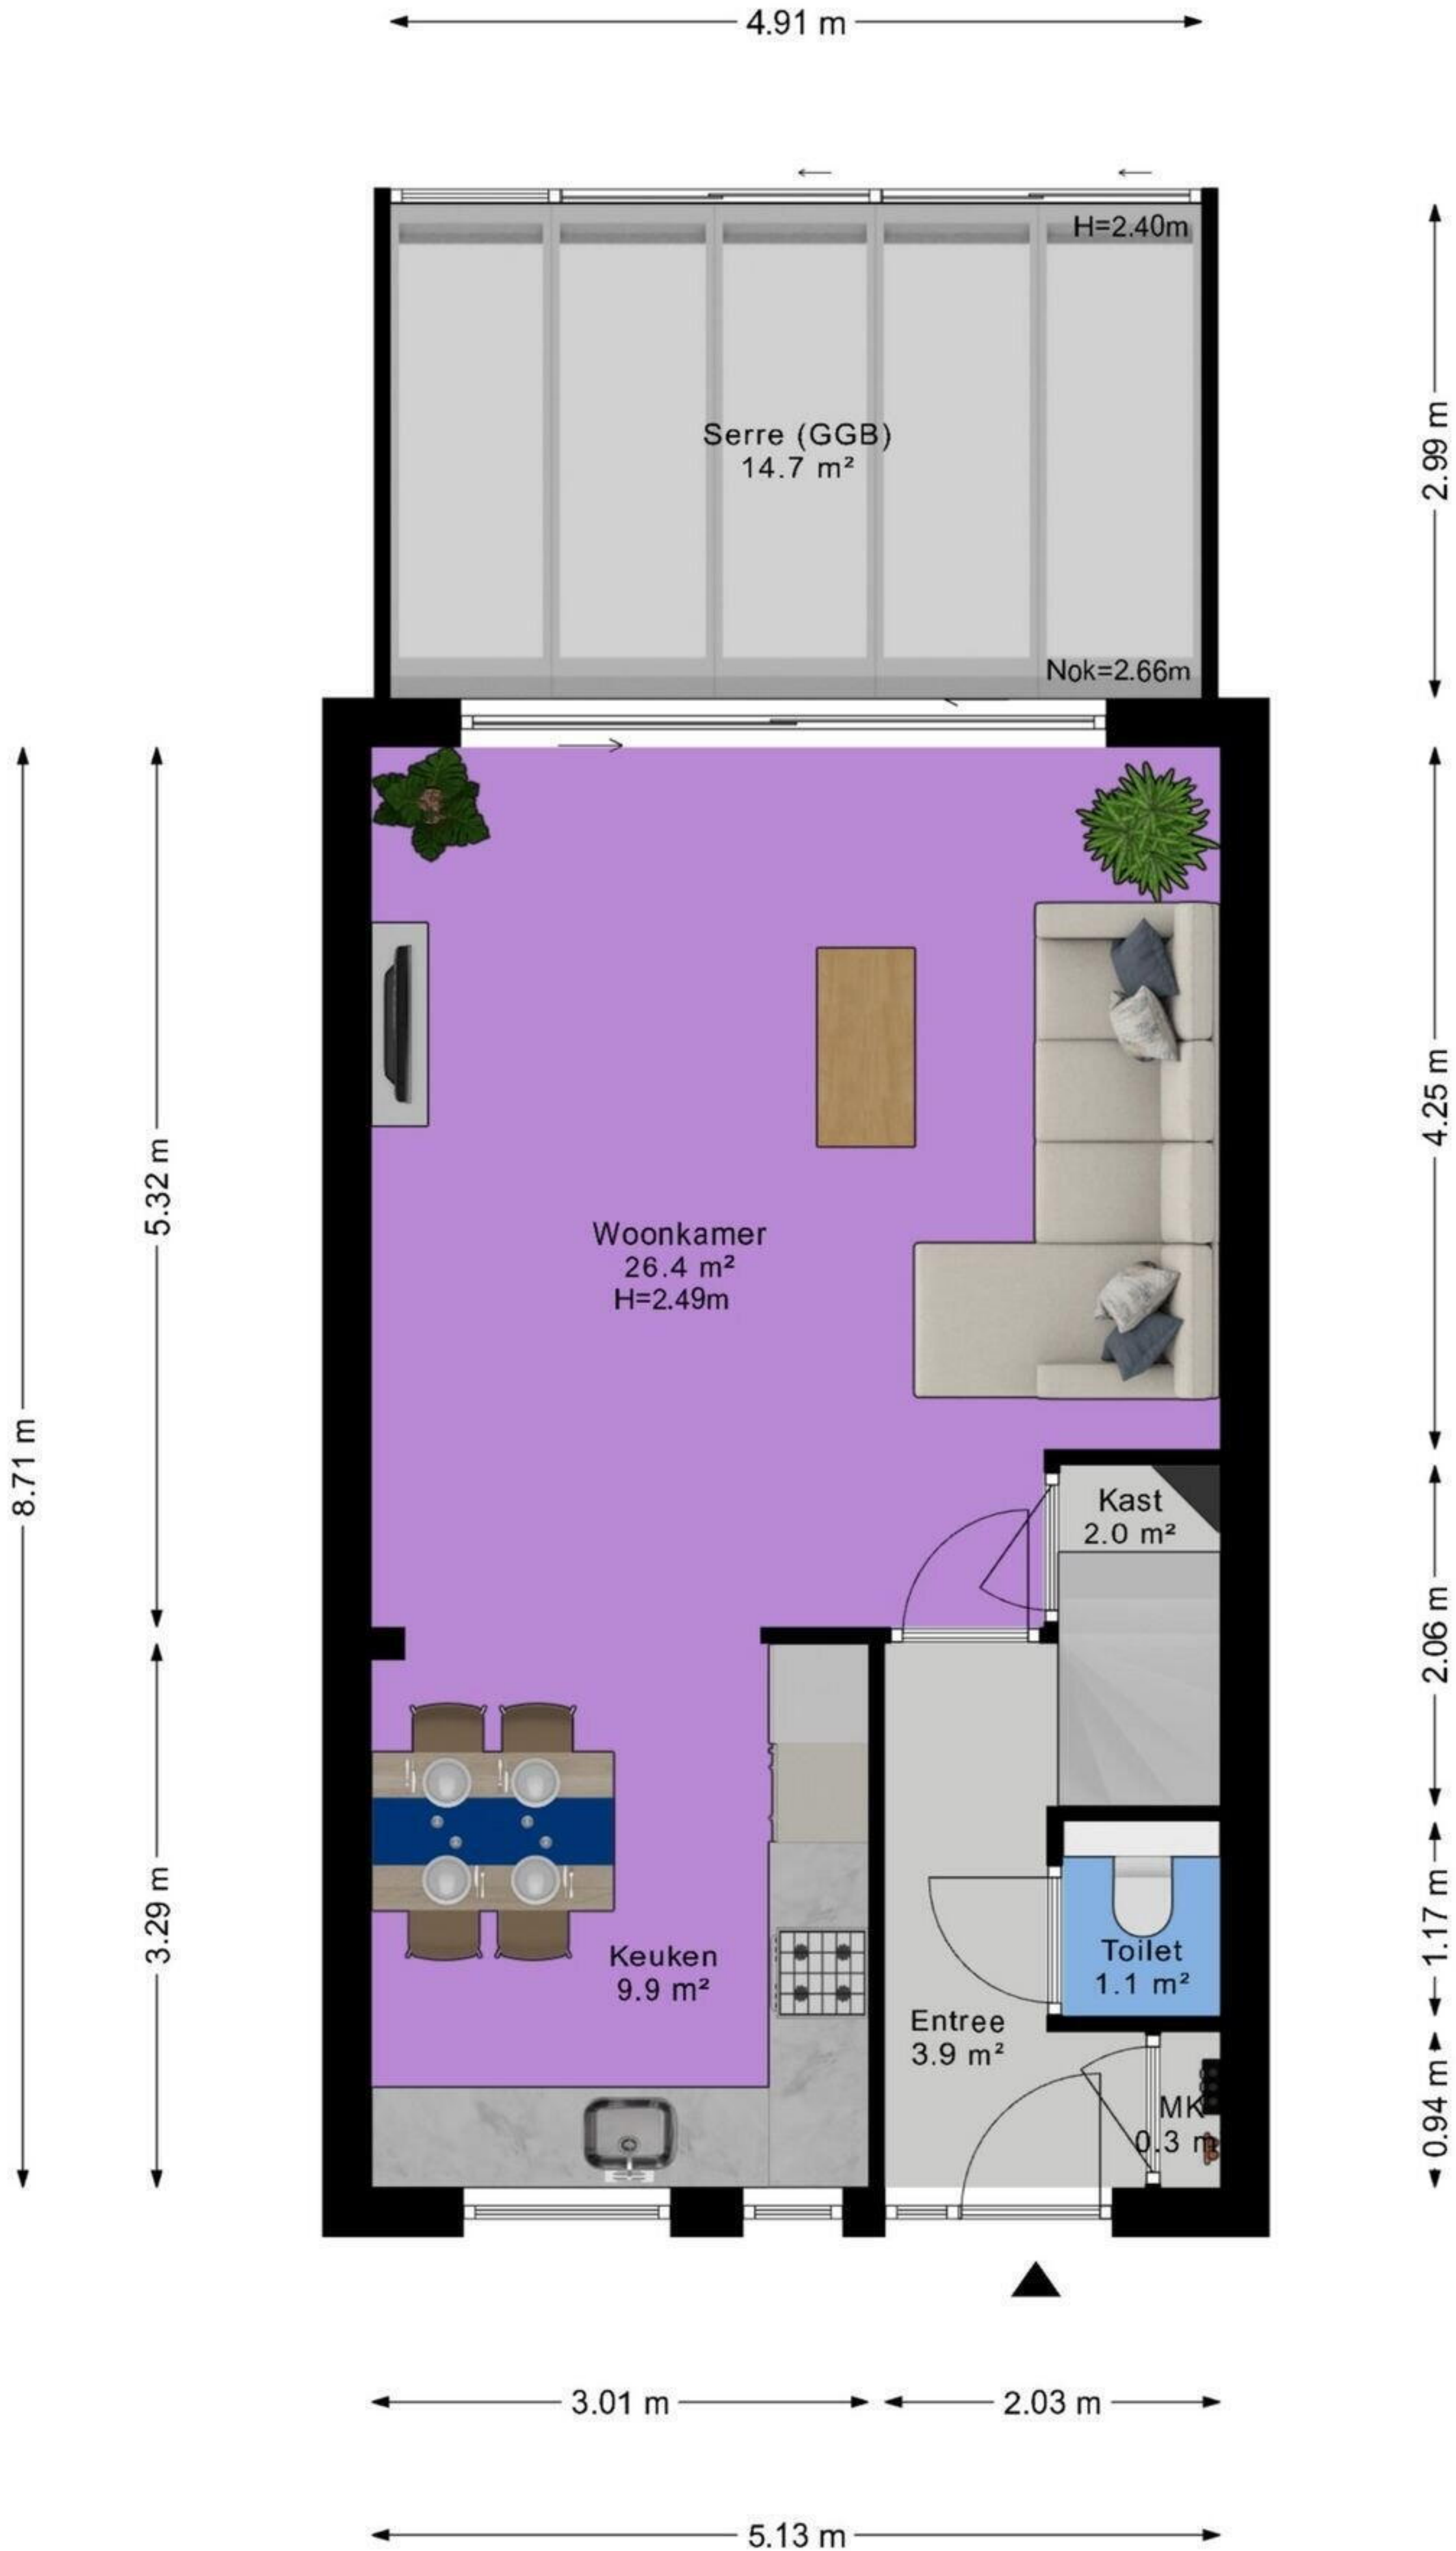 4.91 m
H=2.40m
Serre (GGB)
14.7 m²
2.99 m
Nok=2.66m
Woonkamer
26.4 m²
H=2.49m
4.25 m
5.32 m
8.71 m
Kast
2.0 m²
2.06 m
Keuken
9.9 m²
3.29 m
Toilet
1.1 m²
1.17 m
Entree
3.9 m²
MK
0.3 m
0.94 m
3.01 m
2.03 m
5.13 m